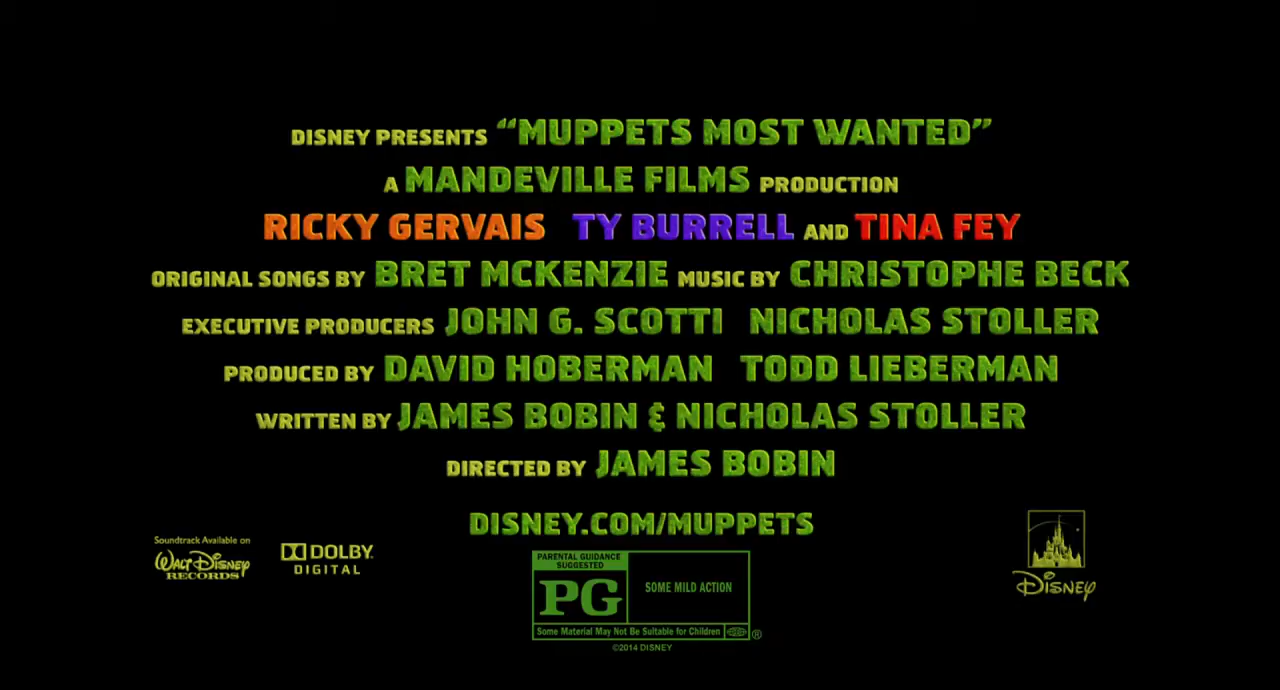 DISNEY PRESENTS “MUPPETS MOST WANTED”
A MANDEVILLE FILMS PRODUCTION
RICKY GERVAIS TY BURRELL AND TINA FEY
ORIGINAL SONGS BY BRET MCKENZIE MUSIC BY CHRISTOPHE BECK
EXECUTIVE PRODUCERS JOHN G. SCOTTI NICHOLAS STOLLER
PRODUCED BY DAVID HOBERMAN TODD LIEBERMAN
WRITTEN BY JAMES BOBIN & NICHOLAS STOLLER
DIRECTED BY JAMES BOBIN
DISNEY.COM/MUPPETS
Soundtrack Available on
WALT DISNEY
RECORDS
DOLBY
DIGITAL
PARENTAL GUIDANCE
SUGGESTED
PG
SOME MILD ACTION
Some Material May Not Be Suitable for Children
®
©2014 DISNEY
DISNEY